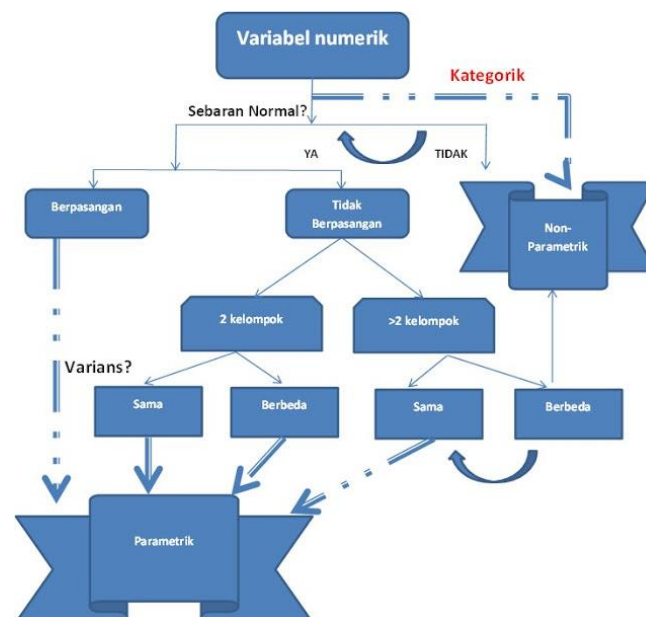 Variabel numerik
Kategorik
Sebaran Normal?
YA
TIDAK
Berpasangan
Tidak
Berpasangan
Non-
Parametrik
2 kelompok
>2 kelompok
Varians?
Sama
Berbeda
Sama
Berbeda
Parametrik